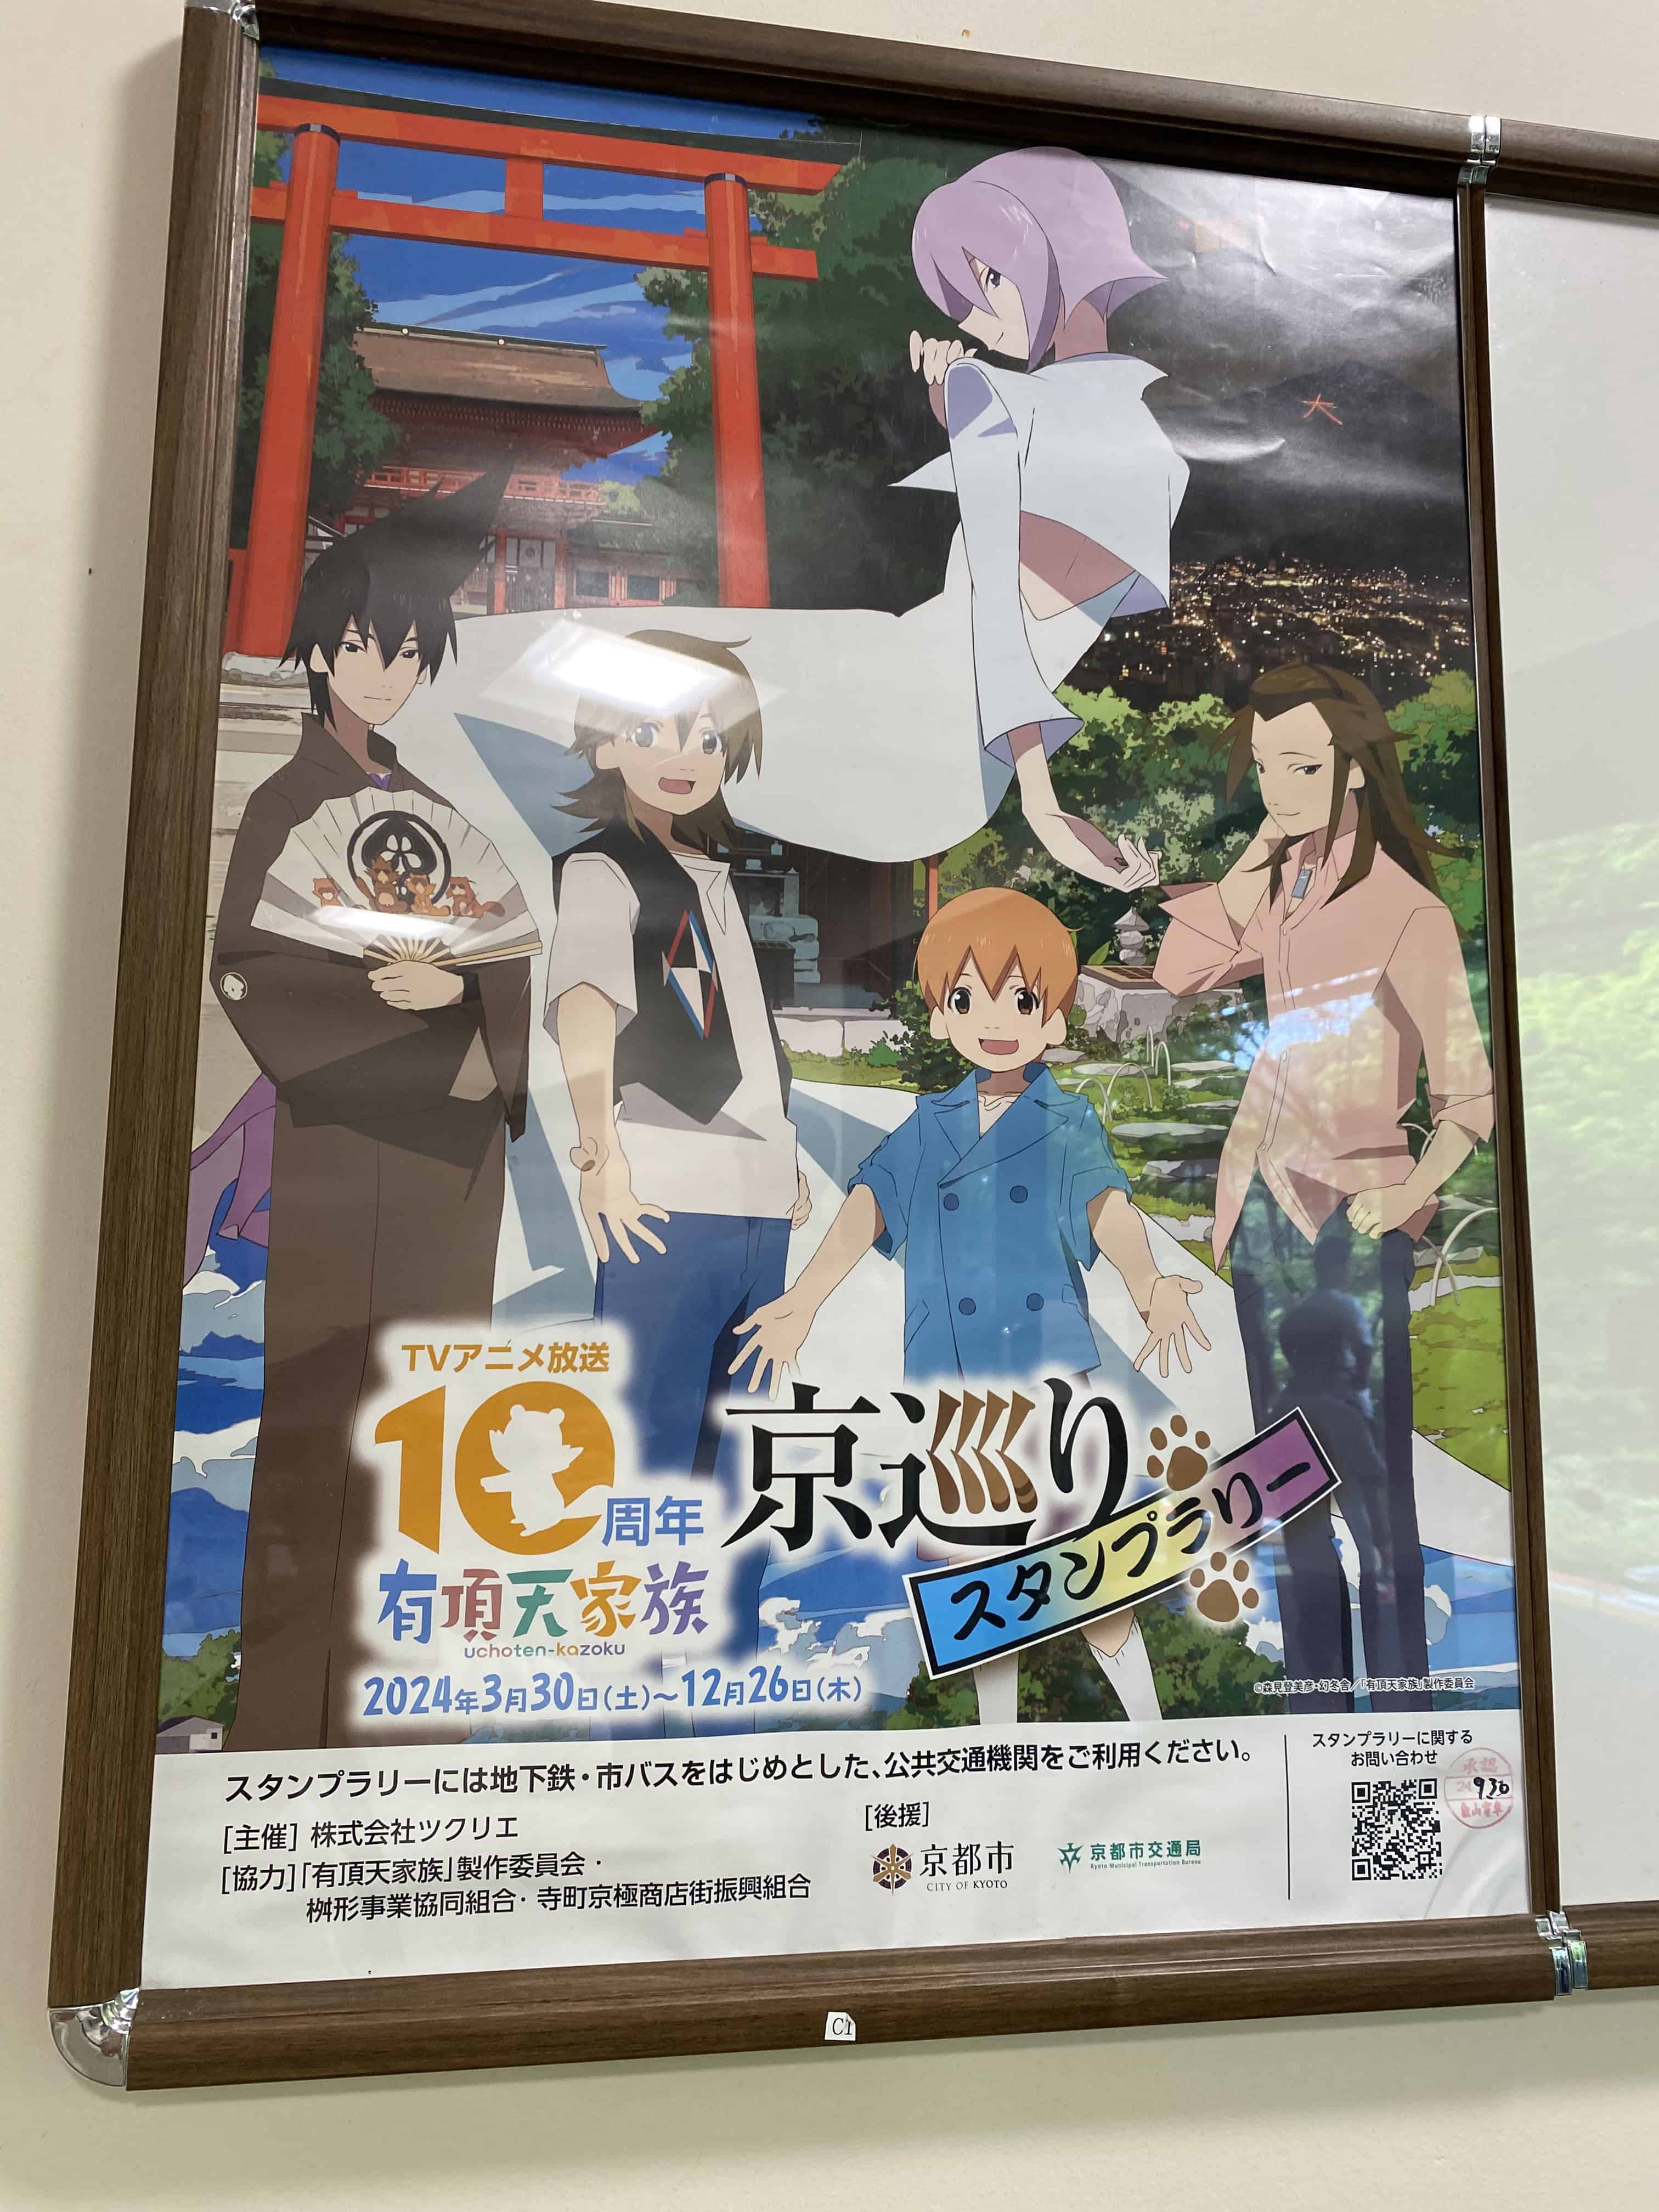 大
TVアニメ放送
10周年
有頂天家族
uchoten-kazoku
京巡り
スタンプラリー
2024年3月30日(土)~12月26日(木)
©森見登美彦・幻冬舎/「有頂天家族」製作委員会
スタンプラリーには地下鉄・市バスをはじめとした、公共交通機関をご利用ください。
[主催] 株式会社ツクリエ
[協力]「有頂天家族」製作委員会・
桝形事業協同組合・寺町京極商店街振興組合
[後援]
京都市
CITY OF KYOTO
京都市交通局
Kyoto Municipal Transportation Bureau
スタンプラリーに関する
お問い合わせ
承認
24 930
叡山電車
C1